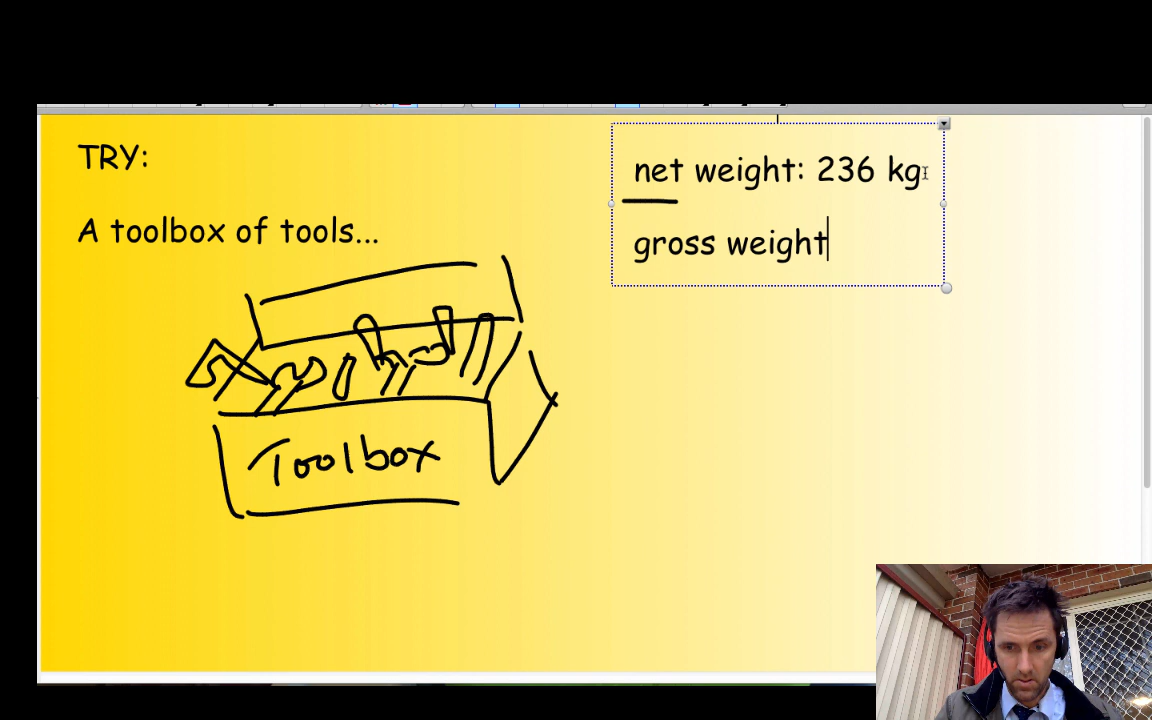 TRY:
A toolbox of tools...
Toolbox
net weight: 236 kg
gross weight